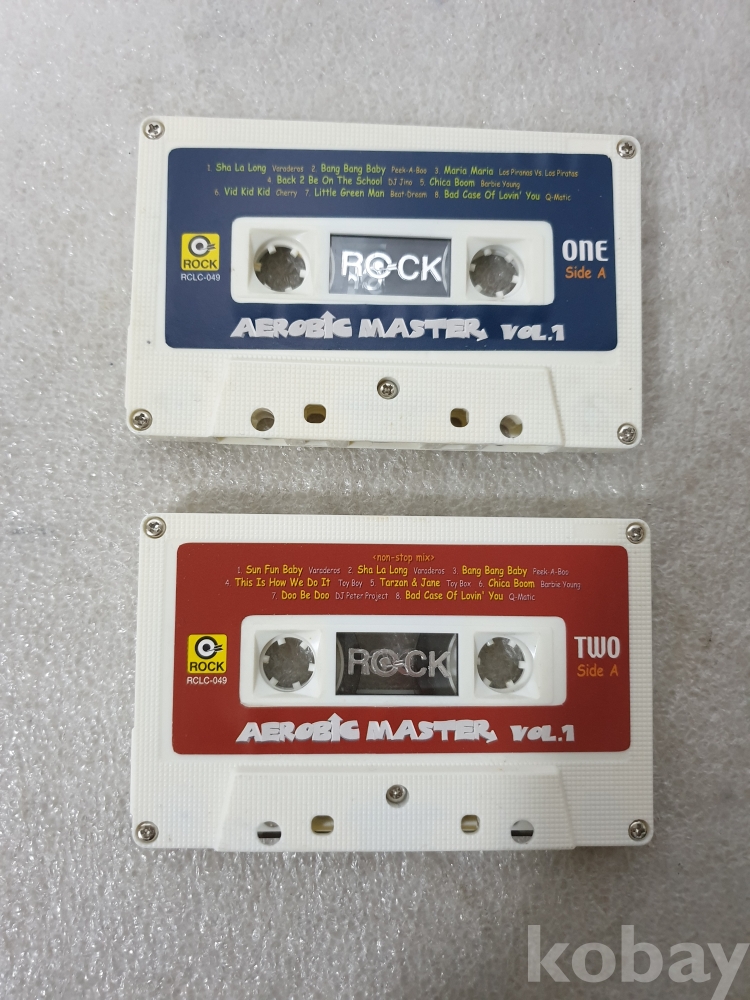 1. Sha La Long Varaderos 2. Bang Bang Baby Peek-A-Boo 3. Maria Maria Los Piranas Vs. Los Piratas
4. Back 2 Be On The School DJ Jino 5. Chica Boom Barbie Young
6. Vid Kid Kid Cherry 7. Little Green Man Beat-Dream 8. Bad Case Of Lovin' You Q-Matic
ROCK
RCLC-049
ROCK
ONE
Side A
AEROBIC MASTER VOL.1
<non-stop mix>
1. Sun Fun Baby Varaderos 2. Sha La Long Varaderos 3. Bang Bang Baby Peek-A-Boo
4. This Is How We Do It Toy Boy 5. Tarzan & Jane Toy Box 6. Chica Boom Barbie Young
7. Doo Be Doo DJ Peter Project 8. Bad Case Of Lovin' You Q-Matic
ROCK
RCLC-049
ROCK
TWO
Side A
AEROBIC MASTER VOL.1
kobay